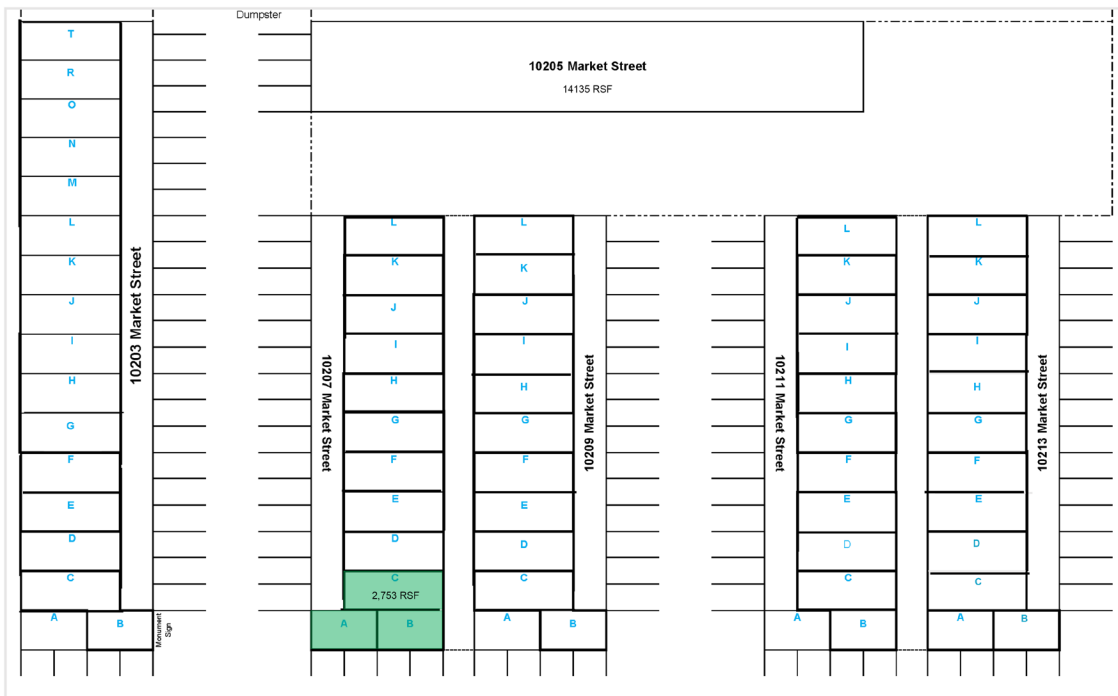 Dumpster
10205 Market Street
14135 RSF
10203 Market Street
T
R
O
N
M
L
K
J
I
H
G
F
E
D
C
A
B
Monument
Sign
10207 Market Street
L
K
J
I
H
G
F
E
D
C
2,753 RSF
A
B
L
K
J
I
H
G
F
E
D
C
A
B
10209 Market Street
10211 Market Street
L
K
J
I
H
G
F
E
D
C
A
B
L
K
J
I
H
G
F
E
D
C
A
B
10213 Market Street